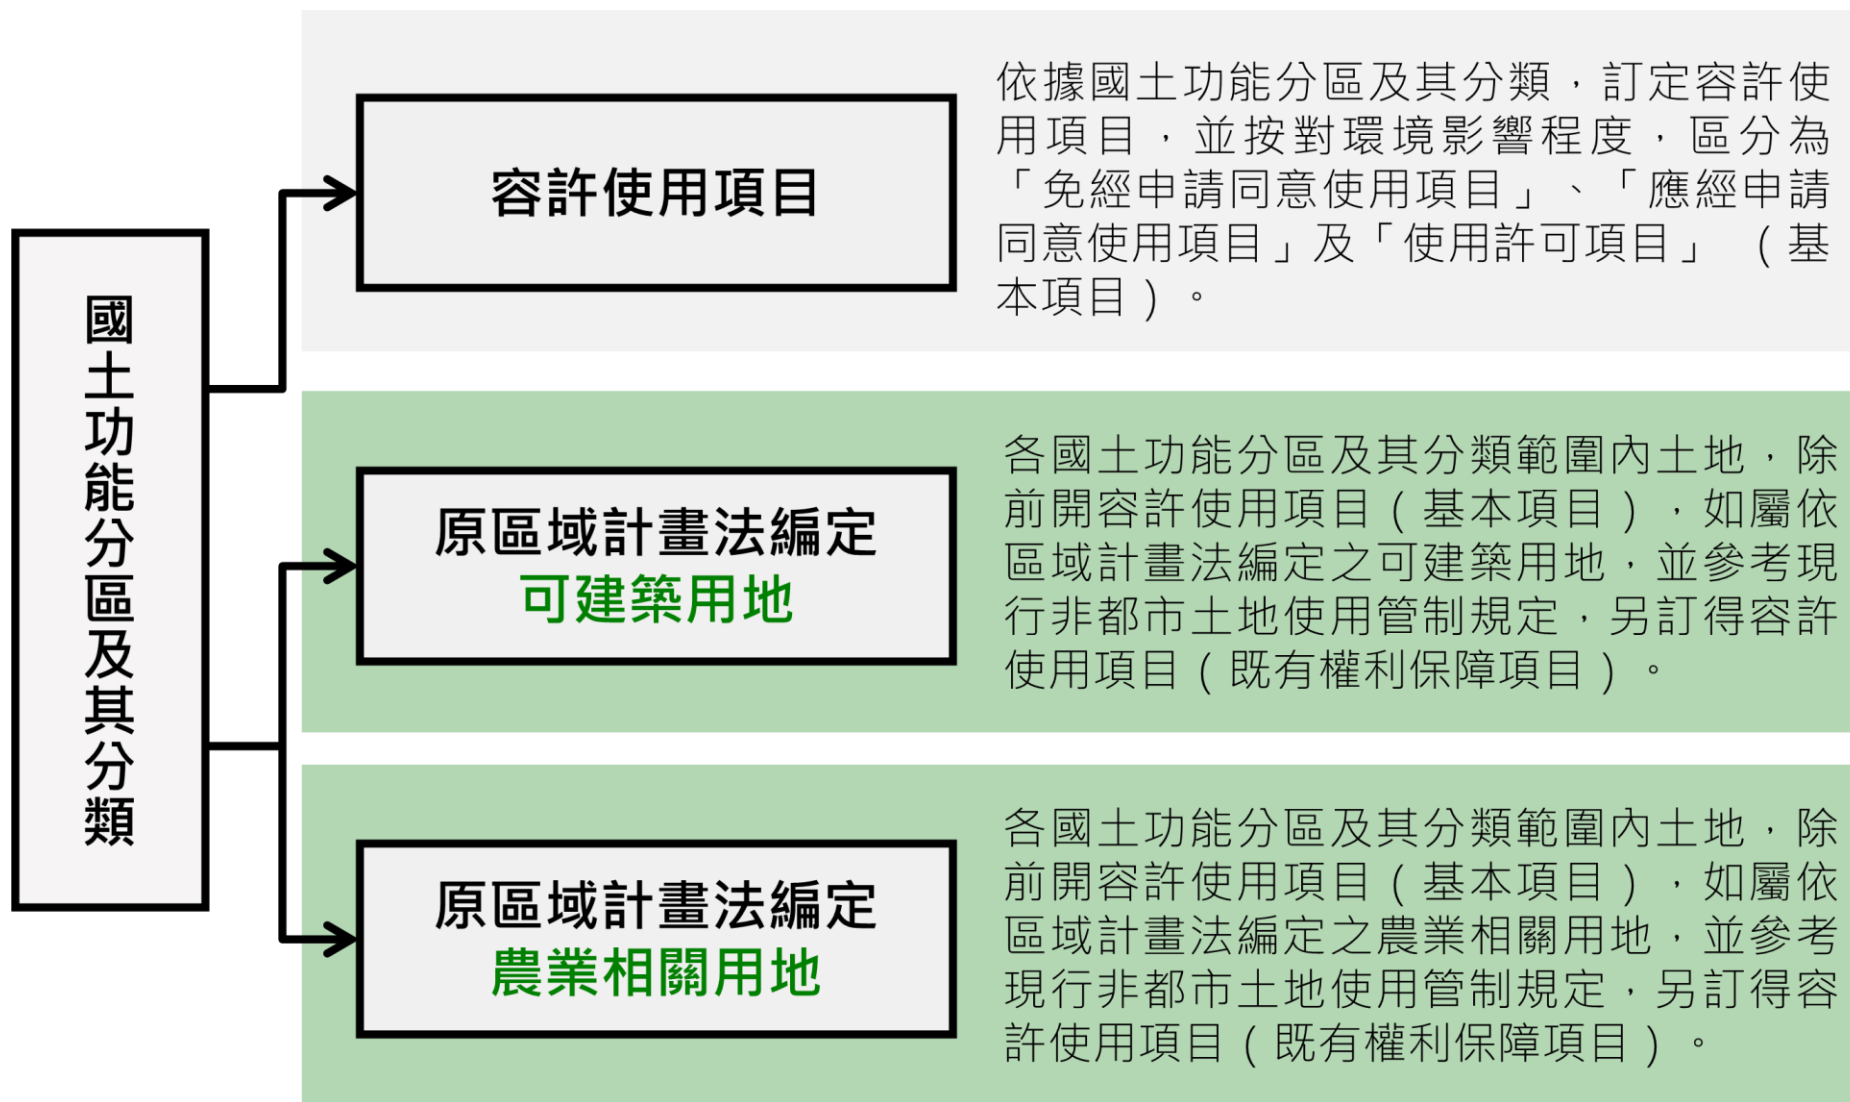 國土功能分區及其分類
容許使用項目
依據國土功能分區及其分類，訂定容許使
用項目，並按對環境影響程度，區分為
「免經申請同意使用項目」、「應經申請
同意使用項目」及「使用許可項目」（基
本項目）。
原區域計畫法編定
可建築用地
各國土功能分區及其分類範圍內土地，除
前開容許使用項目（基本項目），如屬依
區域計畫法編定之可建築用地，並參考現
行非都市土地使用管制規定，另訂得容許
使用項目（既有權利保障項目）。
原區域計畫法編定
農業相關用地
各國土功能分區及其分類範圍內土地，除
前開容許使用項目（基本項目），如屬依
區域計畫法編定之農業相關用地，並參考
現行非都市土地使用管制規定，另訂得容
許使用項目（既有權利保障項目）。